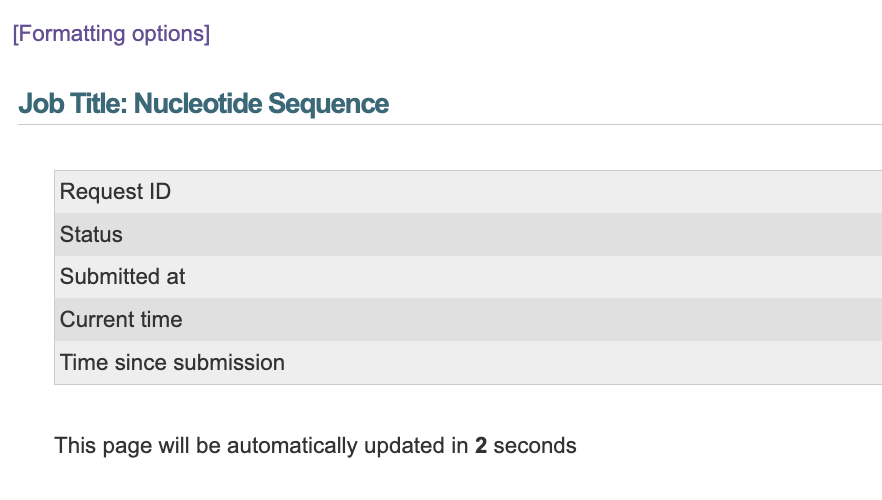 [Formatting options]
Job Title: Nucleotide Sequence
Request ID
Status
Submitted at
Current time
Time since submission
This page will be automatically updated in 2 seconds